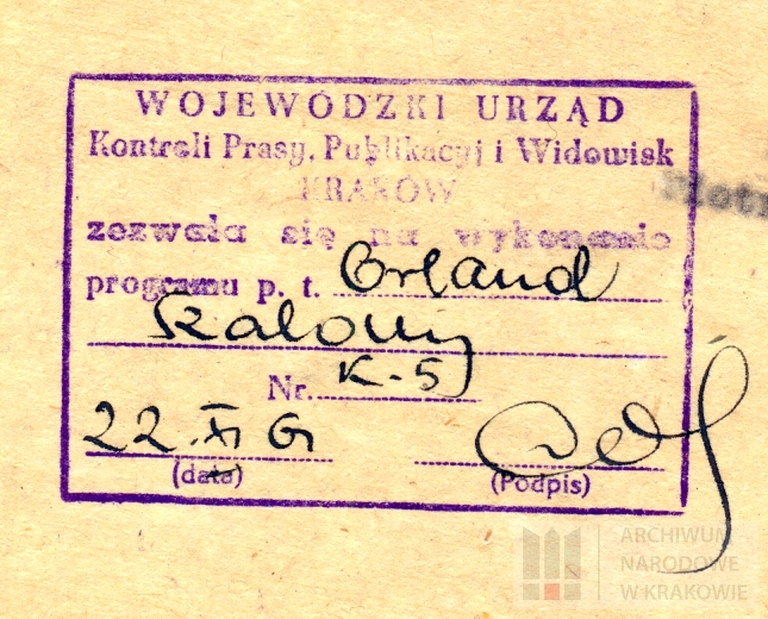 WOJEWÓDZKI URZĄD
Kontroli Prasy, Publikacyj i Widowisk
KRAKÓW
zezwala się na wykonanie
programu p. t. Orland
Szalony
Nr. K-5
22.XI 61
(data) (Podpis)
ARCHIWUM
NARODOWE
W KRAKOWIE